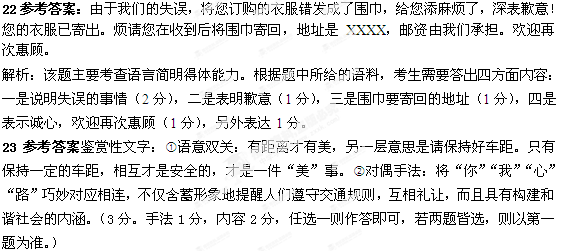 22 参考答案：由于我们的失误，将您订购的衣服错发成了围巾，给您添麻烦了，深表歉意！
您的衣服已寄出。烦请您在收到后将围巾寄回，地址是 XXXX，邮资由我们承担。欢迎再
次惠顾。
解析：该题主要考查语言简明得体能力。根据题中所给的语料，考生需要答出四方面内容：
一是说明失误的事情（2 分），二是表明歉意（1 分），三是围巾要寄回的地址（1 分），四是
表示诚心，欢迎再次惠顾（1 分），另外表达 1 分。
23 参考答案鉴赏性文字：①语意双关：有距离才有美，另一层意思是请保持好车距。只有
保持一定的车距，相互才是安全的，才是一件“美”事。②对偶手法：将“你”“我”“心”
“路”巧妙对应相连，不仅含蓄形象地提醒人们遵守交通规则，互相礼让，而且具有构建和
谐社会的内涵。（3 分。手法 1 分，内容 2 分，任选一则作答即可，若两题皆选，则以第一
题为准。）